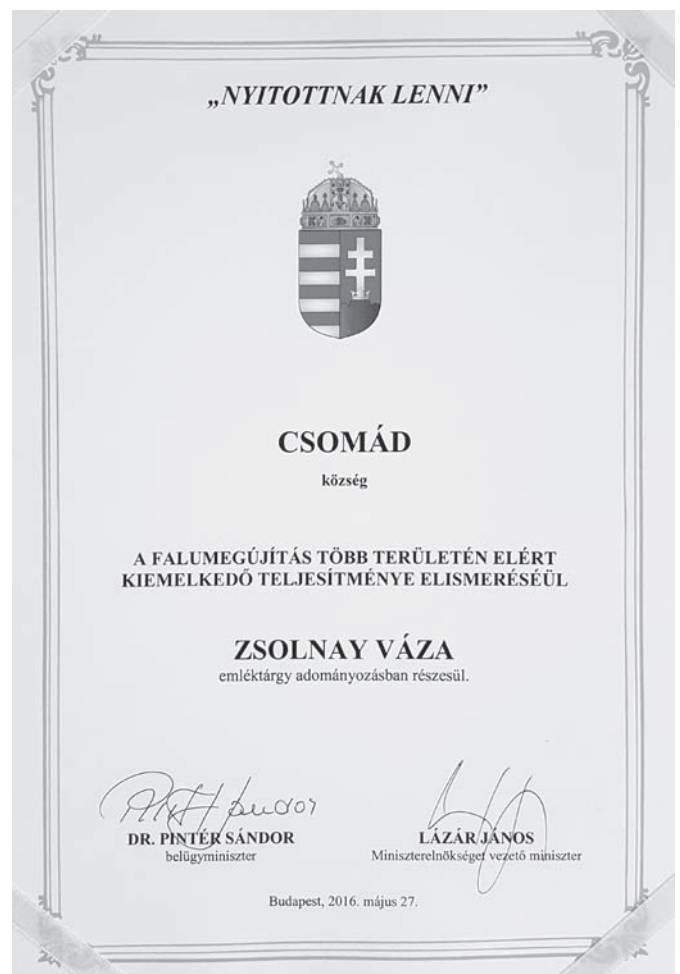 „NYITOTTNAK LENNI”
CSOMÁD
község
A FALUMEGÚJÍTÁS TÖBB TERÜLETÉN ELÉRT
KIEMELKEDŐ TELJESÍTMÉNYE ELISMERÉSÉÜL
ZSOLNAY VÁZA
emléktárgy adományozásban részesül.
DR. PINTÉR SÁNDOR
belügyminiszter
LÁZÁR JÁNOS
Miniszterelnökséget vezető miniszter
Budapest, 2016. május 27.